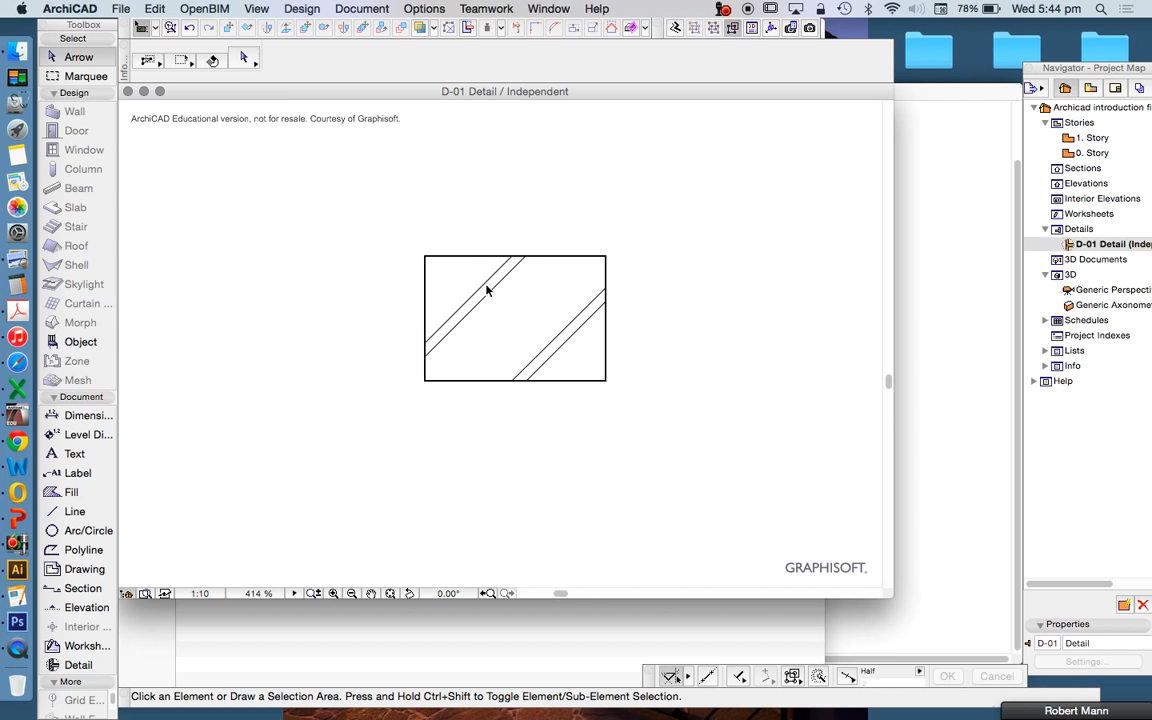 ArchiCAD File Edit OpenBIM View Design Document Options Teamwork Window Help 78% Wed 5:44 pm
Toolbox
Select
Arrow
Marquee
Design
Wall
Door
Window
Column
Beam
Slab
Stair
Roof
Shell
Skylight
Curtain ...
Morph
Object
Zone
Mesh
Document
Dimensi...
Level Di...
Text
A1 Label
Fill
Line
Arc/Circle
Polyline
Drawing
Section
Elevation
Interior ...
Worksh...
Detail
More
Grid E
Info...
D-01 Detail / Independent
ArchiCAD Educational version, not for resale. Courtesy of Graphisoft.
GRAPHISOFT.
1:10 414 % 0.00°
Half
OK Cancel
Click an Element or Draw a Selection Area. Press and Hold Ctrl+Shift to Toggle Element/Sub-Element Selection.
Navigator - Project Map
Archicad introduction fi
Stories
1. Story
0. Story
Sections
Elevations
Interior Elevations
Worksheets
Details
D-01 Detail (Inde
3D Documents
3D
Generic Perspecti
Generic Axonome
Schedules
Project Indexes
Lists
Info
Help
Properties
D-01 Detail
Settings...
Robert Mann